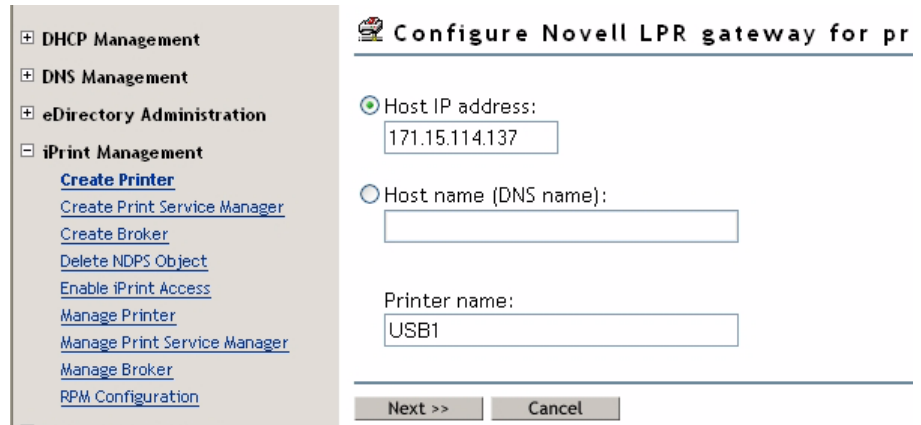 DHCP Management
DNS Management
eDirectory Administration
iPrint Management
Create Printer
Create Print Service Manager
Create Broker
Delete NDPS Object
Enable iPrint Access
Manage Printer
Manage Print Service Manager
Manage Broker
RPM Configuration
Configure Novell LPR gateway for pr
Host IP address:
171.15.114.137
Host name (DNS name):
Printer name:
USB1
Next >>
Cancel